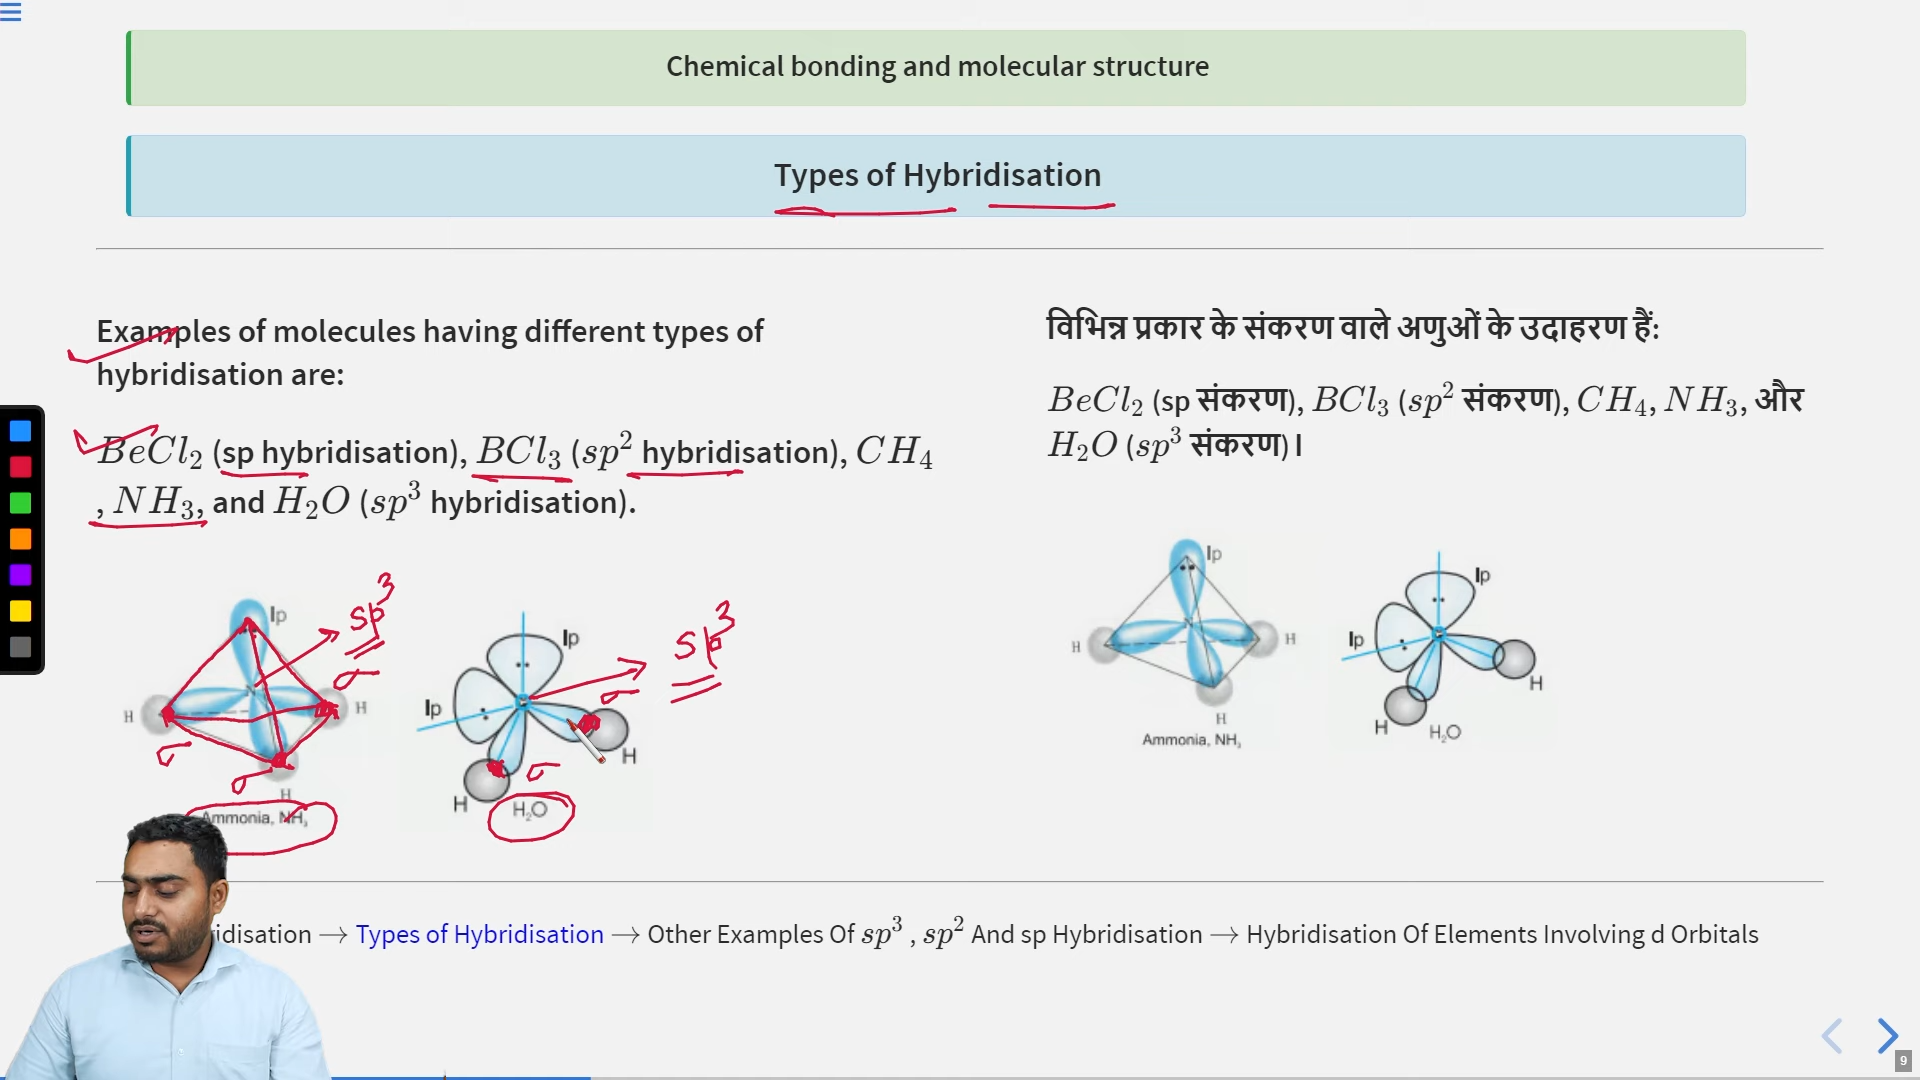 Chemical bonding and molecular structure
Types of Hybridisation
Examples of molecules having different types of
hybridisation are:
BeCl₂ (sp hybridisation), BCl₃ (sp² hybridisation), CH₄
, NH₃, and H₂O (sp³ hybridisation).
विभिन्न प्रकार के संकरण वाले अणुओं के उदाहरण हैं:
BeCl₂ (sp संकरण), BCl₃ (sp² संकरण), CH₄, NH₃, और
H₂O (sp³ संकरण)।
lp
sp³
N
σ
H
H
σ
σ
H
Ammonia, NH₃
lp
sp³
lp
σ
H
σ
H
H₂O
lp
N
H
H
H
Ammonia, NH₃
lp
lp
H
H
H₂O
idisation → Types of Hybridisation → Other Examples Of sp³ , sp² And sp Hybridisation → Hybridisation Of Elements Involving d Orbitals
9